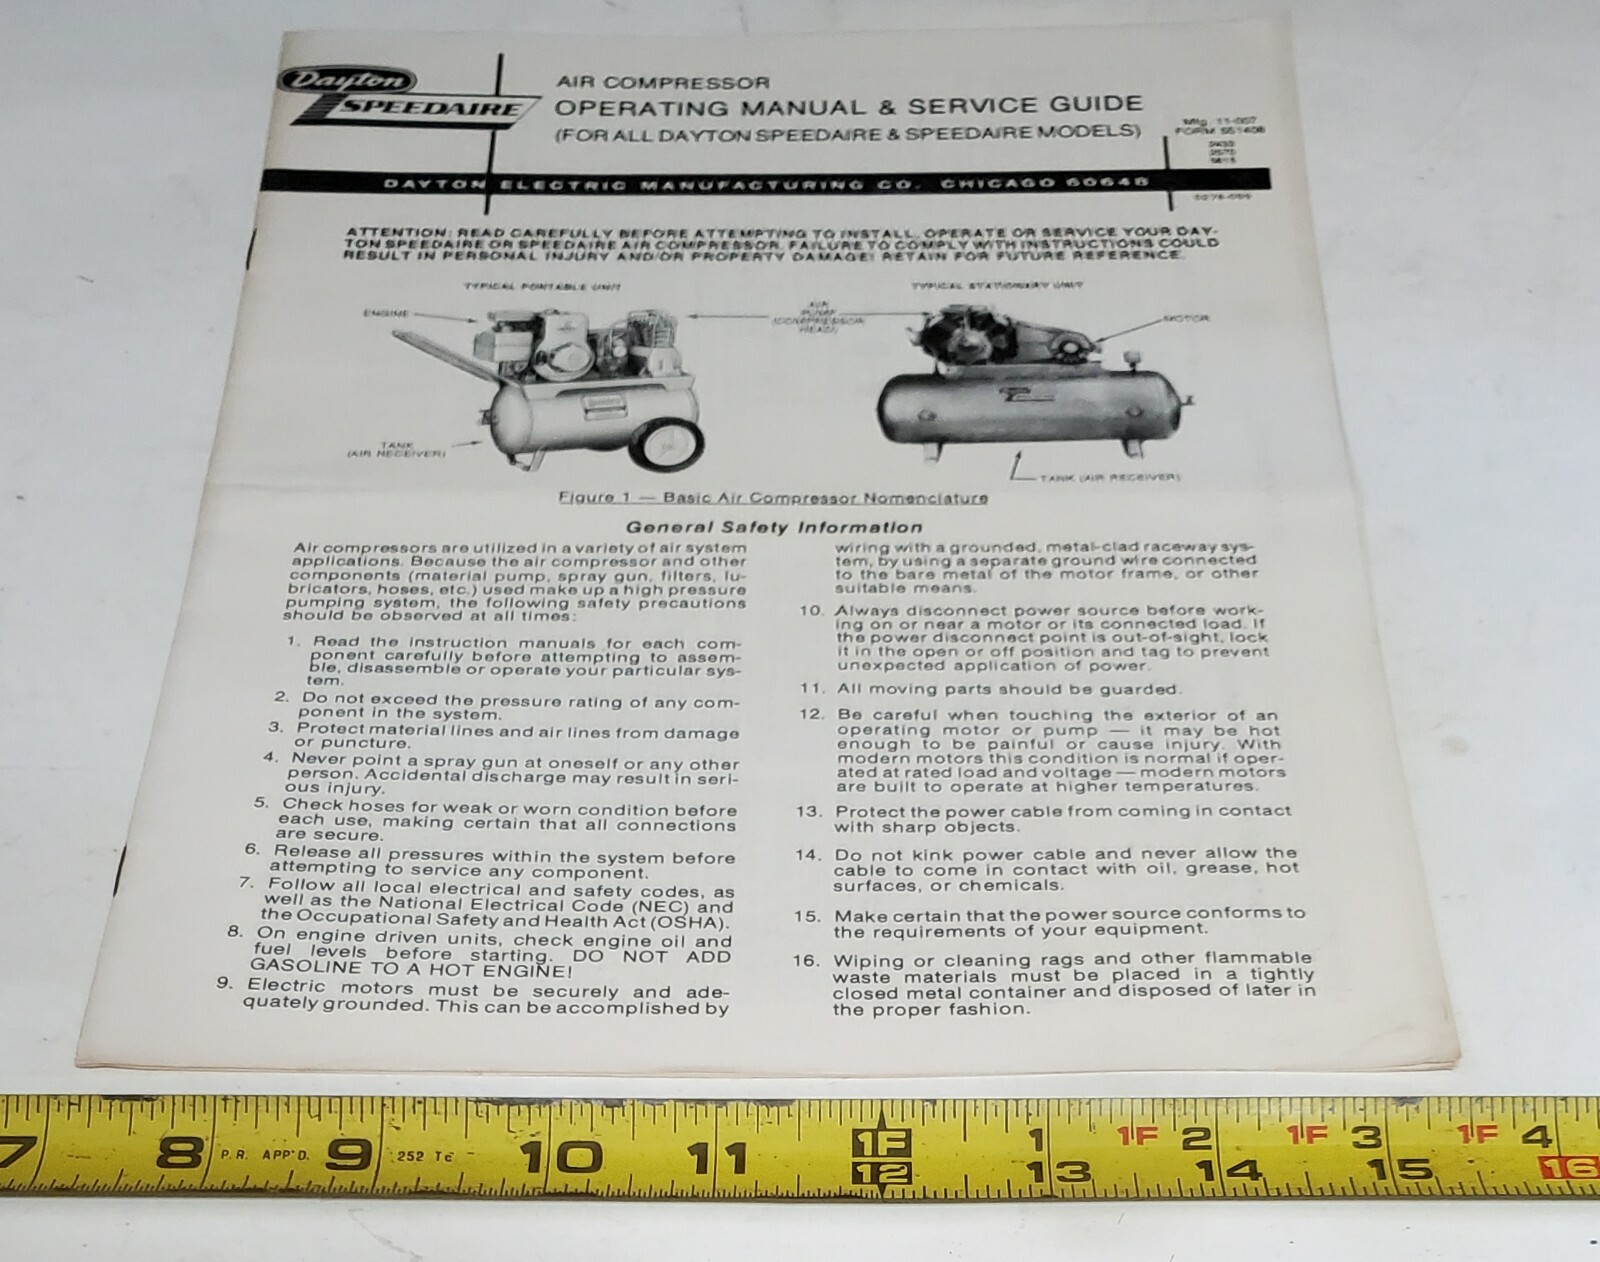 Dayton
SPEEDAIRE
AIR COMPRESSOR
OPERATING MANUAL & SERVICE GUIDE
(FOR ALL DAYTON SPEEDAIRE & SPEEDAIRE MODELS)
Mfg. 11-007
FORM 551408
DAYTON ELECTRIC MANUFACTURING CO. CHICAGO 60648
ATTENTION: READ CAREFULLY BEFORE ATTEMPTING TO INSTALL, OPERATE OR SERVICE YOUR DAY-
TON SPEEDAIRE OR SPEEDAIRE AIR COMPRESSOR. FAILURE TO COMPLY WITH INSTRUCTIONS COULD
RESULT IN PERSONAL INJURY AND/OR PROPERTY DAMAGE! RETAIN FOR FUTURE REFERENCE.
TYPICAL PORTABLE UNIT
TYPICAL STATIONARY UNIT
ENGINE
AIR
PUMP
(COMPRESSOR
HEAD)
MOTOR
TANK
(AIR RECEIVER)
TANK (AIR RECEIVER)
Figure 1 — Basic Air Compressor Nomenclature
General Safety Information
Air compressors are utilized in a variety of air system
applications. Because the air compressor and other
components (material pump, spray gun, filters, lu-
bricators, hoses, etc.) used make up a high pressure
pumping system, the following safety precautions
should be observed at all times:
1. Read the instruction manuals for each com-
ponent carefully before attempting to assem-
ble, disassemble or operate your particular sys-
tem.
2. Do not exceed the pressure rating of any com-
ponent in the system.
3. Protect material lines and air lines from damage
or puncture.
4. Never point a spray gun at oneself or any other
person. Accidental discharge may result in seri-
ous injury.
5. Check hoses for weak or worn condition before
each use, making certain that all connections
are secure.
6. Release all pressures within the system before
attempting to service any component.
7. Follow all local electrical and safety codes, as
well as the National Electrical Code (NEC) and
the Occupational Safety and Health Act (OSHA).
8. On engine driven units, check engine oil and
fuel levels before starting. DO NOT ADD
GASOLINE TO A HOT ENGINE!
9. Electric motors must be securely and ade-
quately grounded. This can be accomplished by
wiring with a grounded, metal-clad raceway sys-
tem, by using a separate ground wire connected
to the bare metal of the motor frame, or other
suitable means.
10. Always disconnect power source before work-
ing on or near a motor or its connected load. If
the power disconnect point is out-of-sight, lock
it in the open or off position and tag to prevent
unexpected application of power.
11. All moving parts should be guarded.
12. Be careful when touching the exterior of an
operating motor or pump — it may be hot
enough to be painful or cause injury. With
modern motors this condition is normal if oper-
ated at rated load and voltage — modern motors
are built to operate at higher temperatures.
13. Protect the power cable from coming in contact
with sharp objects.
14. Do not kink power cable and never allow the
cable to come in contact with oil, grease, hot
surfaces, or chemicals.
15. Make certain that the power source conforms to
the requirements of your equipment.
16. Wiping or cleaning rags and other flammable
waste materials must be placed in a tightly
closed metal container and disposed of later in
the proper fashion.
1F 1 1F 2 1F 3 1F 4
7 8 P.R. APP'D. 9 252 Tc 10 11 12 13 14 15 16